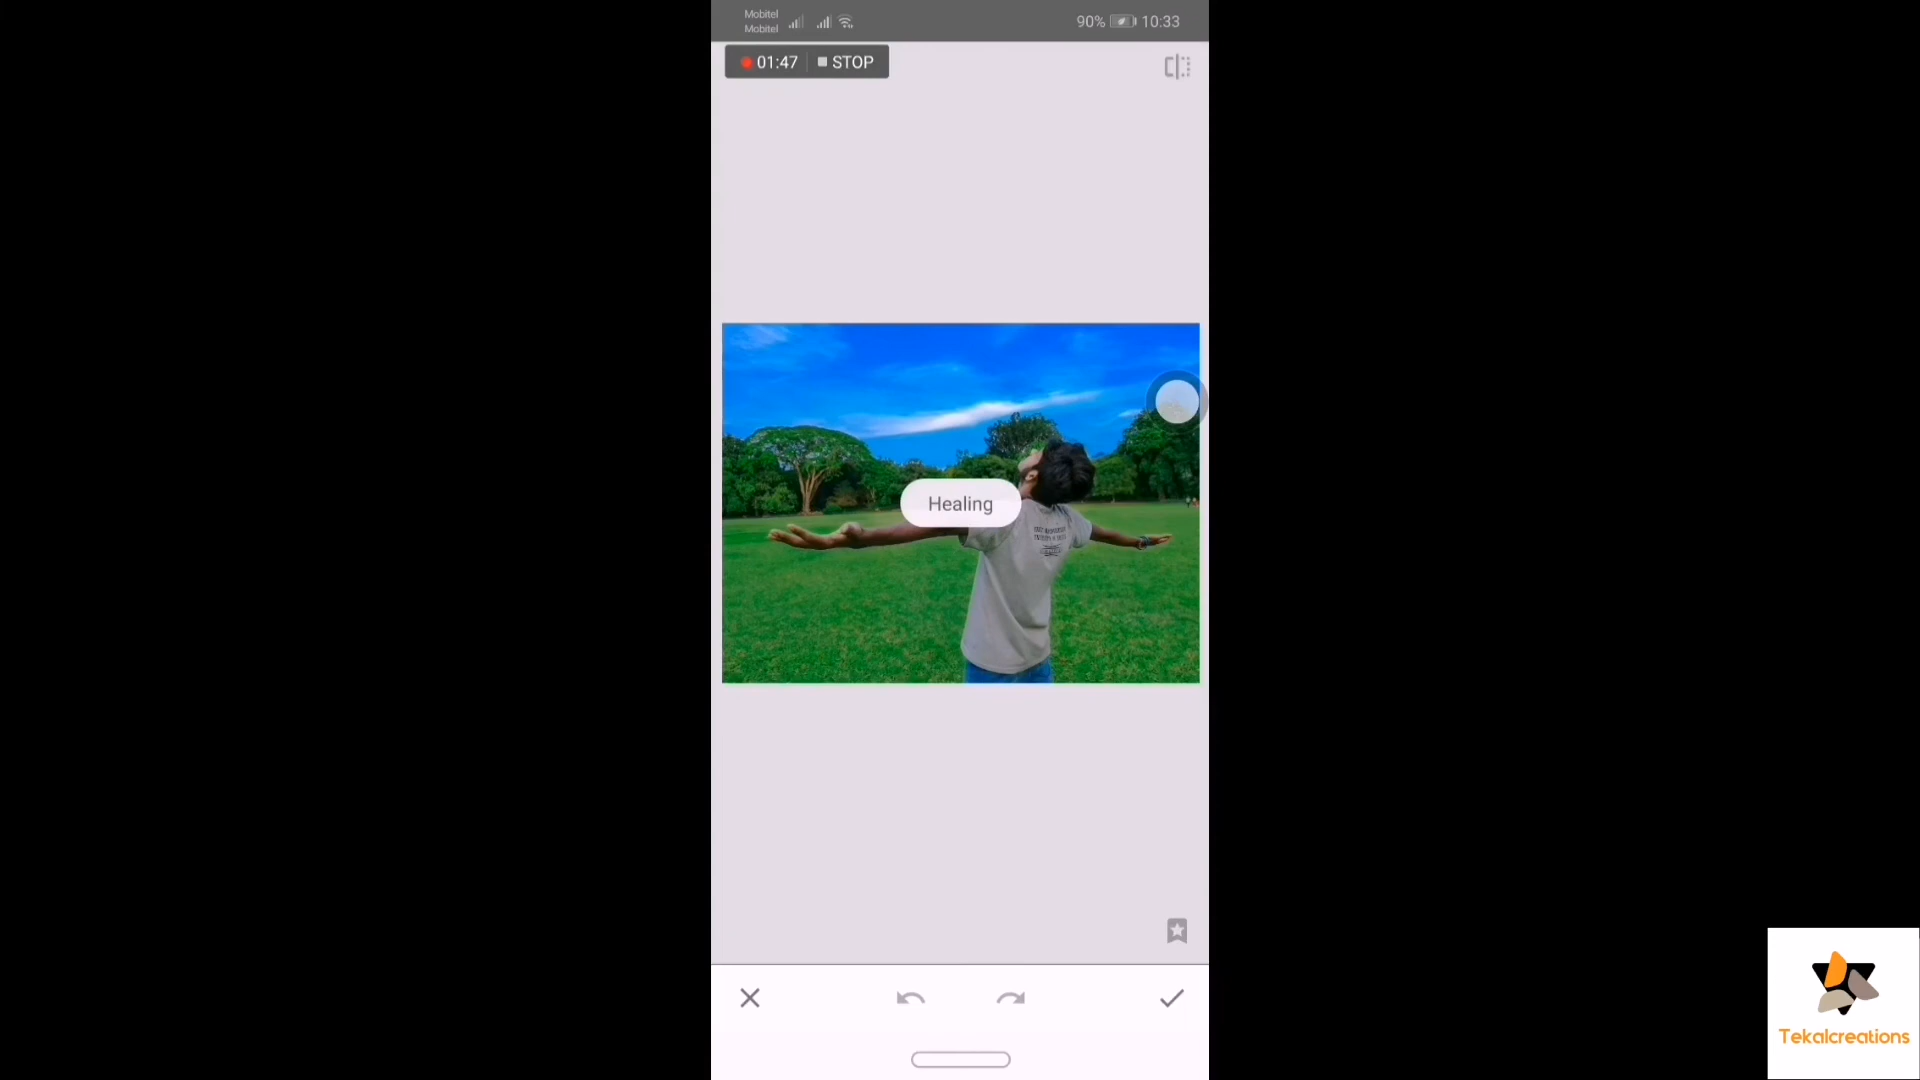 Mobitel
Mobitel
90% 10:33
01:47 STOP
Healing
Tekalcreations